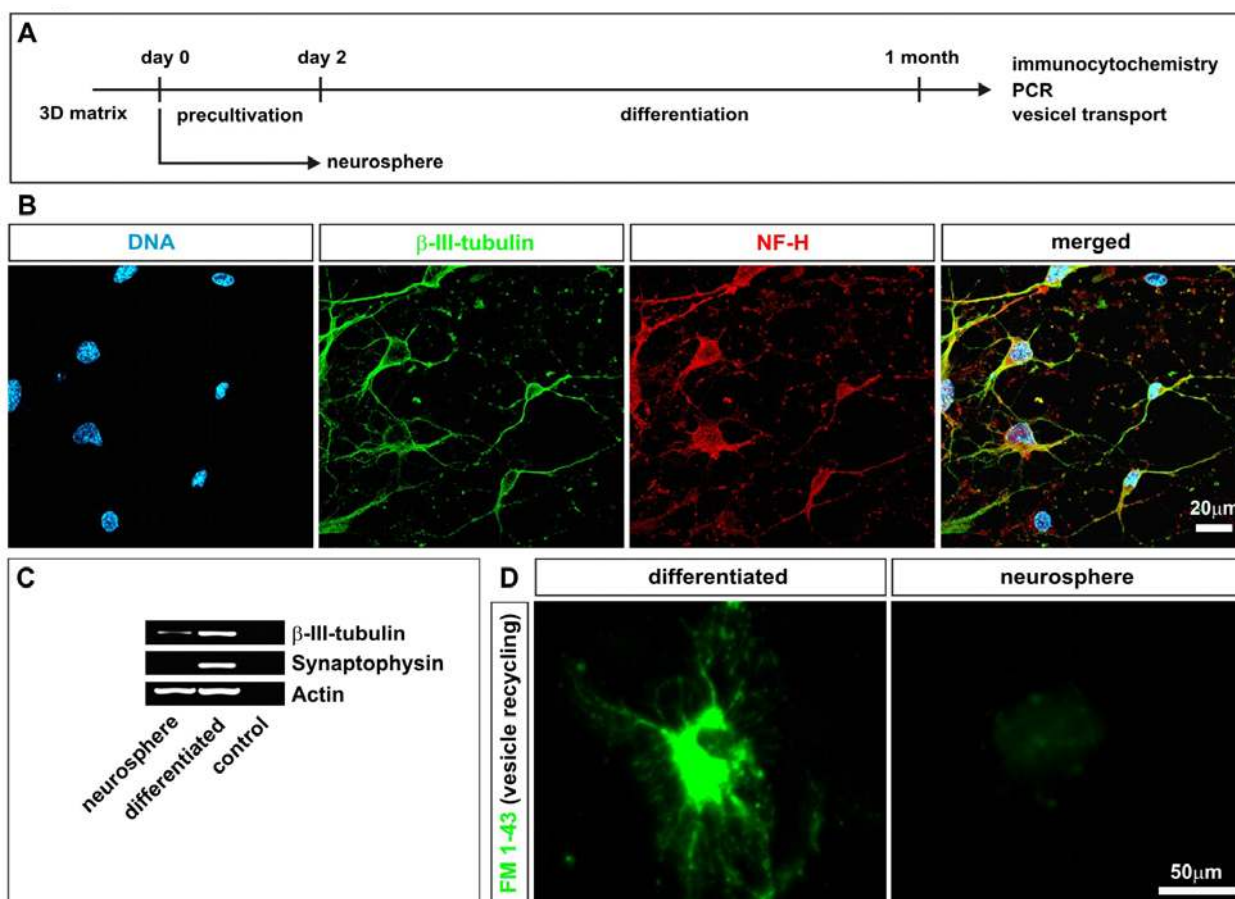 A
day 0
day 2
1 month
3D matrix
precultivation
differentiation
immunocytochemistry
PCR
vesicel transport
neurosphere
B
DNA
β-III-tubulin
NF-H
merged
20μm
C
β-III-tubulin
Synaptophysin
Actin
neurosphere
differentiated
control
D
differentiated
neurosphere
FM 1-43 (vesicle recycling)
50μm